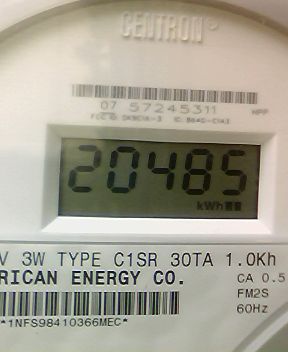 CENTRON®
07 57245311 HPP
20485
kWh
V 3W TYPE C1SR 30TA 1.0Kh
RICAN ENERGY CO.
CA 0.5
FM2S
60Hz
*1NFS98410366MEC*